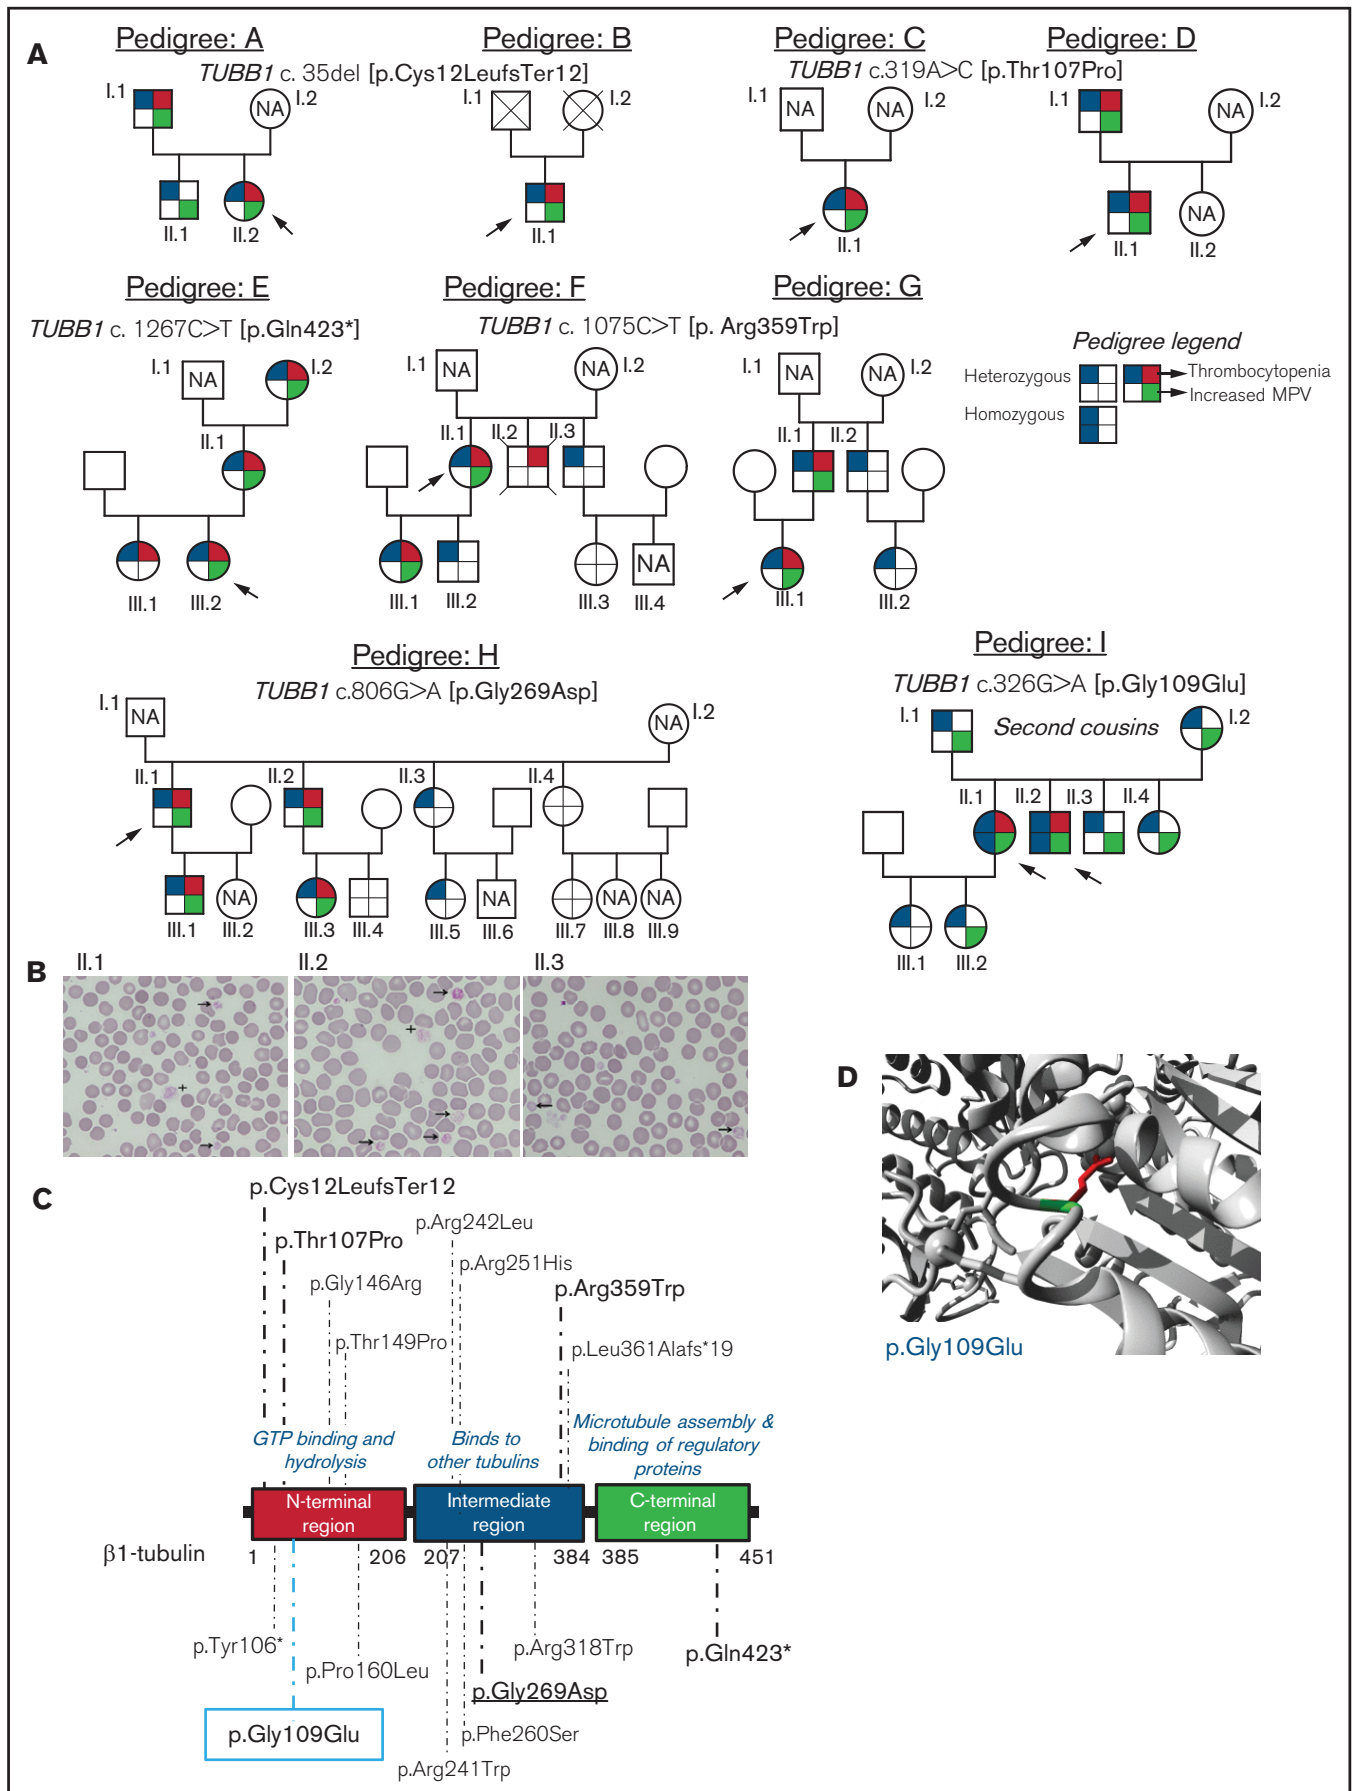 A
Pedigree: A
Pedigree: B
TUBB1 c. 35del [p.Cys12LeufsTer12]
I.1
NA
I.2
II.1
II.2
I.1
I.2
II.1
Pedigree: C
Pedigree: D
TUBB1 c.319A>C [p.Thr107Pro]
I.1
NA
NA
I.2
II.1
I.1
NA
I.2
II.1
NA
II.2
Pedigree: E
TUBB1 c. 1267C>T [p.Gln423*]
I.1
NA
I.2
II.1
III.1
III.2
Pedigree: F
Pedigree: G
TUBB1 c. 1075C>T [p. Arg359Trp]
I.1
NA
NA
I.2
II.1
II.2
II.3
NA
III.1
III.2
III.3
III.4
I.1
NA
NA
I.2
II.1
II.2
III.1
III.2
Pedigree legend
Heterozygous
Thrombocytopenia
Increased MPV
Homozygous
Pedigree: H
TUBB1 c.806G>A [p.Gly269Asp]
I.1
NA
NA
I.2
II.1
II.2
II.3
II.4
NA
NA
NA
NA
III.1
III.2
III.3
III.4
III.5
III.6
III.7
III.8
III.9
Pedigree: I
TUBB1 c.326G>A [p.Gly109Glu]
I.1
Second cousins
I.2
II.1
II.2
II.3
II.4
III.1
III.2
B
II.1
II.2
II.3
+
+
C
p.Cys12LeufsTer12
p.Thr107Pro
p.Gly146Arg
p.Thr149Pro
p.Arg242Leu
p.Arg251His
p.Arg359Trp
p.Leu361Alafs*19
GTP binding and
hydrolysis
Binds to
other tubulins
Microtubule assembly &
binding of regulatory
proteins
N-terminal
region
Intermediate
region
C-terminal
region
β1-tubulin
1
206
207
384
385
451
p.Tyr106*
p.Pro160Leu
p.Gly109Glu
p.Arg241Trp
p.Phe260Ser
p.Gly269Asp
p.Arg318Trp
p.Gln423*
D
p.Gly109Glu